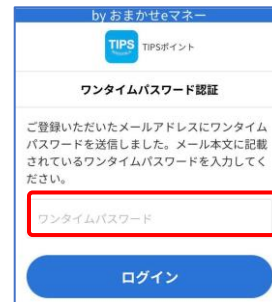 by おまかせeマネー
TIPS TIPSポイント
ワンタイムパスワード認証
ご登録いただいたメールアドレスにワンタイム
パスワードを送信しました。メール本文に記載
されているワンタイムパスワードを入力してく
ださい。
ワンタイムパスワード
ログイン